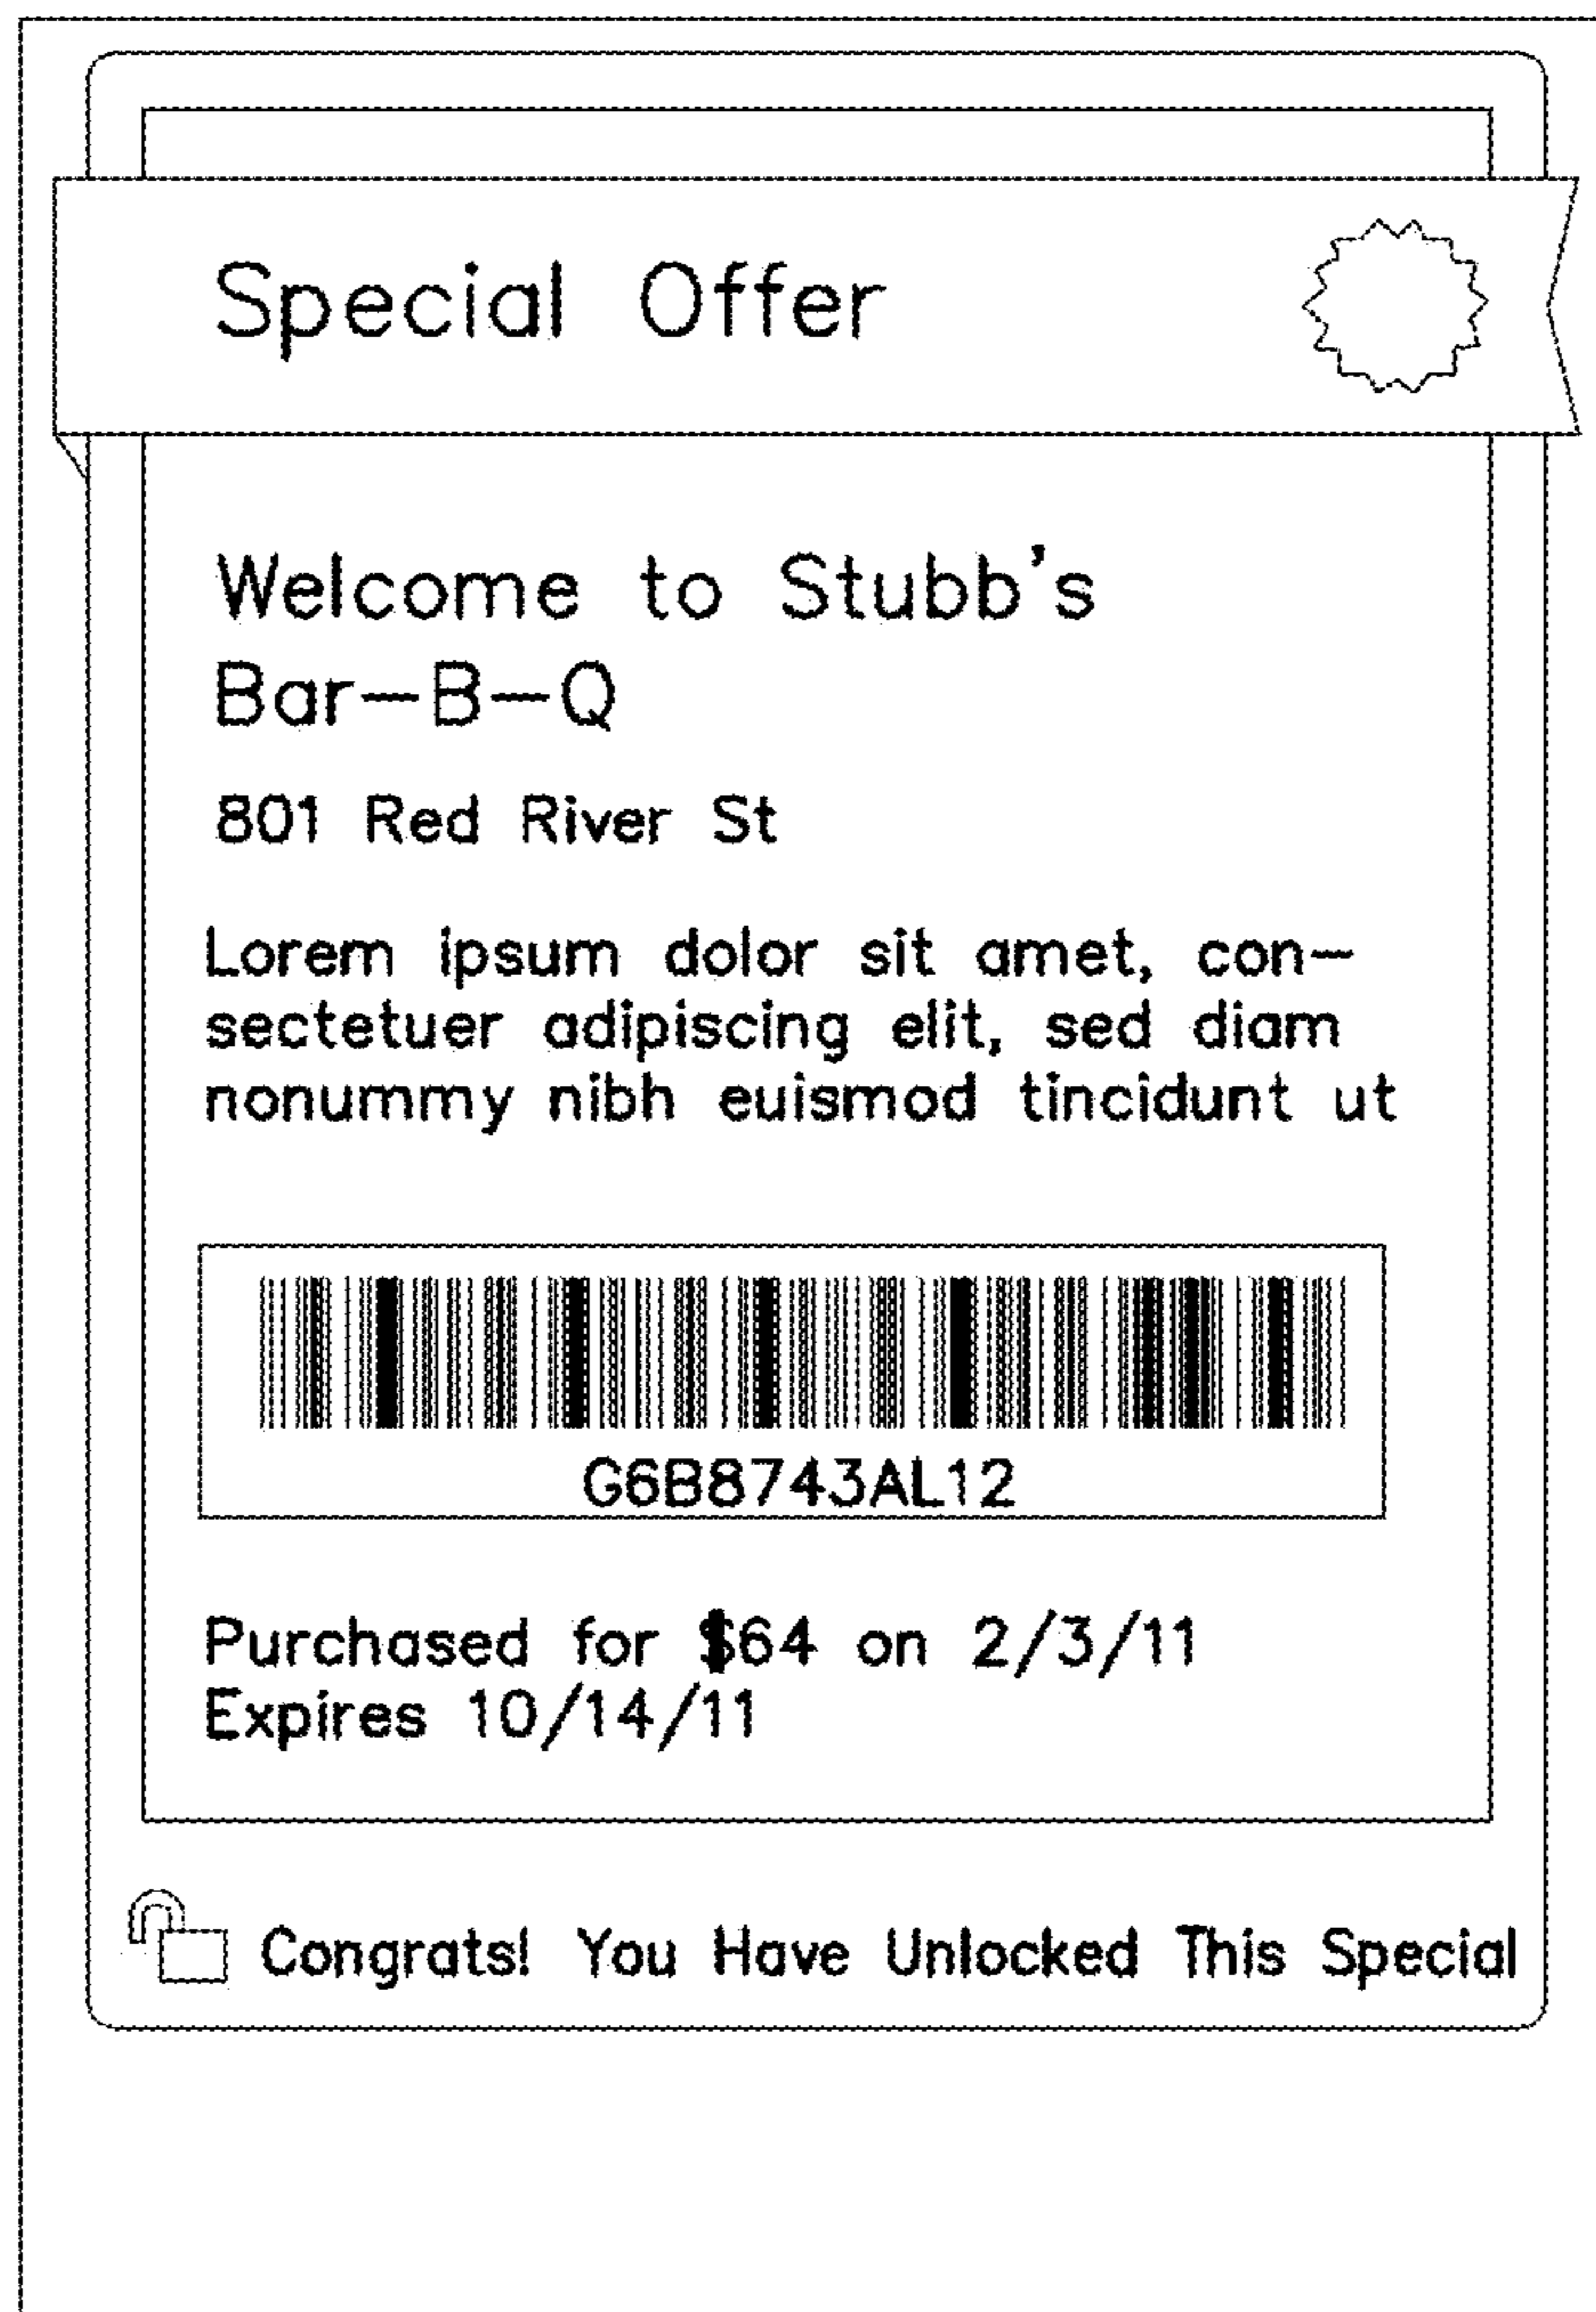 Special Offer
Welcome to Stubb's
Bar-B-Q
801 Red River St
Lorem ipsum dolor sit amet, con-
sectetuer adipiscing elit, sed diam
nonummy nibh euismod tincidunt ut
G6B8743AL12
Purchased for $64 on 2/3/11
Expires 10/14/11
Congrats! You Have Unlocked This Special